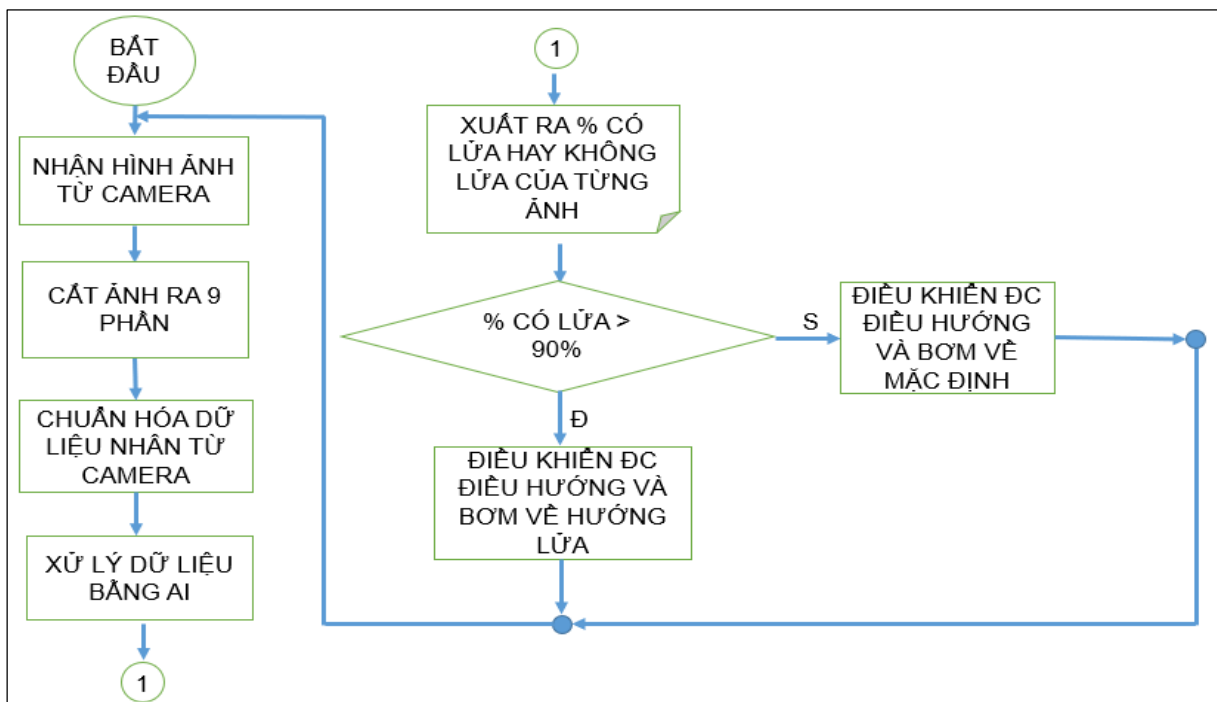 BẮT
ĐẦU
NHẬN HÌNH ẢNH
TỪ CAMERA
CẮT ẢNH RA 9
PHẦN
CHUẨN HÓA DỮ
LIỆU NHÂN TỪ
CAMERA
XỬ LÝ DỮ LIỆU
BẰNG AI
1
1
XUẤT RA % CÓ
LỬA HAY KHÔNG
LỬA CỦA TỪNG
ẢNH
% CÓ LỬA >
90%
S
ĐIỀU KHIỂN ĐC
ĐIỀU HƯỚNG
VÀ BƠM VỀ
MẶC ĐỊNH
Đ
ĐIỀU KHIỂN ĐC
ĐIỀU HƯỚNG VÀ
BƠM VỀ HƯỚNG
LỬA